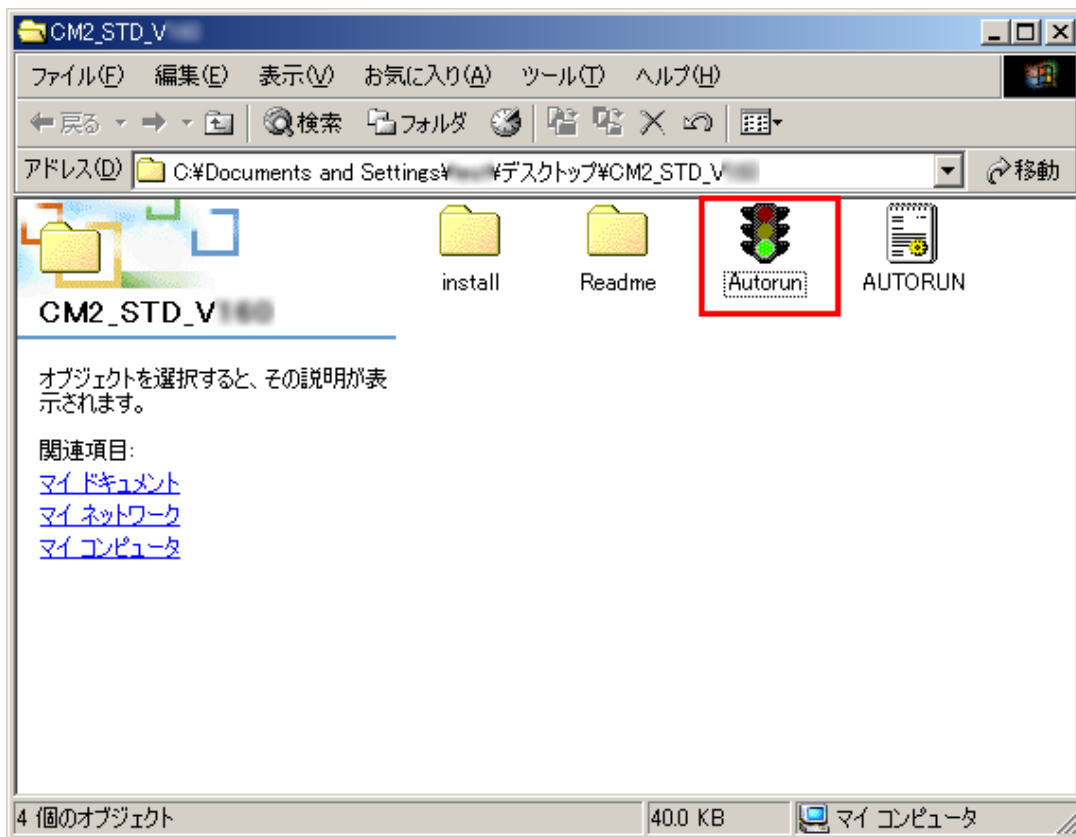 CM2_STD_V
ファイル(F) 編集(E) 表示(V) お気に入り(A) ツール(T) ヘルプ(H)
戻る 検索 フォルダ
アドレス(D) C:¥Documents and Settings¥ ¥デスクトップ¥CM2_STD_V 移動
install Readme Autorun AUTORUN
CM2_STD_V
オブジェクトを選択すると、その説明が表
示されます。
関連項目:
マイ ドキュメント
マイ ネットワーク
マイ コンピュータ
4 個のオブジェクト 40.0 KB マイ コンピュータ